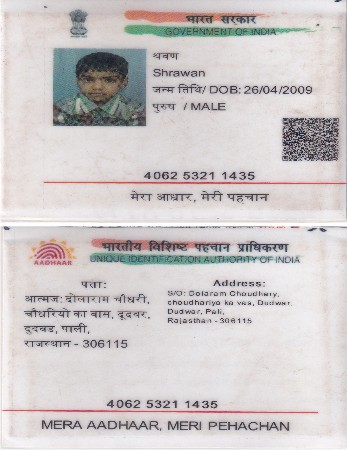 भारत सरकार
GOVERNMENT OF INDIA
श्रवण
Shrawan
जन्म तिथि/ DOB: 26/04/2009
पुरुष / MALE
4062 5321 1435
मेरा आधार, मेरी पहचान
भारतीय विशिष्ट पहचान प्राधिकरण
UNIQUE IDENTIFICATION AUTHORITY OF INDIA
AADHAAR
पता:
आत्मज: दोलाराम चौधरी,
चौधरियो का वास, दूदवर,
दूदवड, पाली,
राजस्थान - 306115
Address:
S/O: Dolaram Choudhery,
choudhariyo ka vas, Dudwar,
Dudwar, Pali,
Rajasthan - 306115
4062 5321 1435
MERA AADHAAR, MERI PEHACHAN